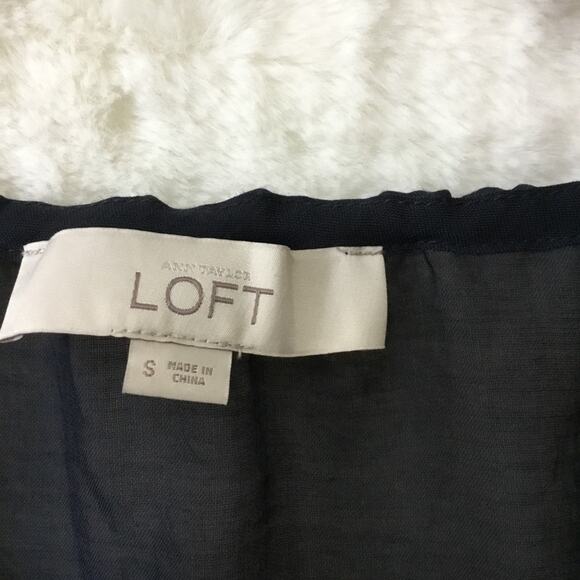 ANN TAYLOR
LOFT
S
MADE IN
CHINA